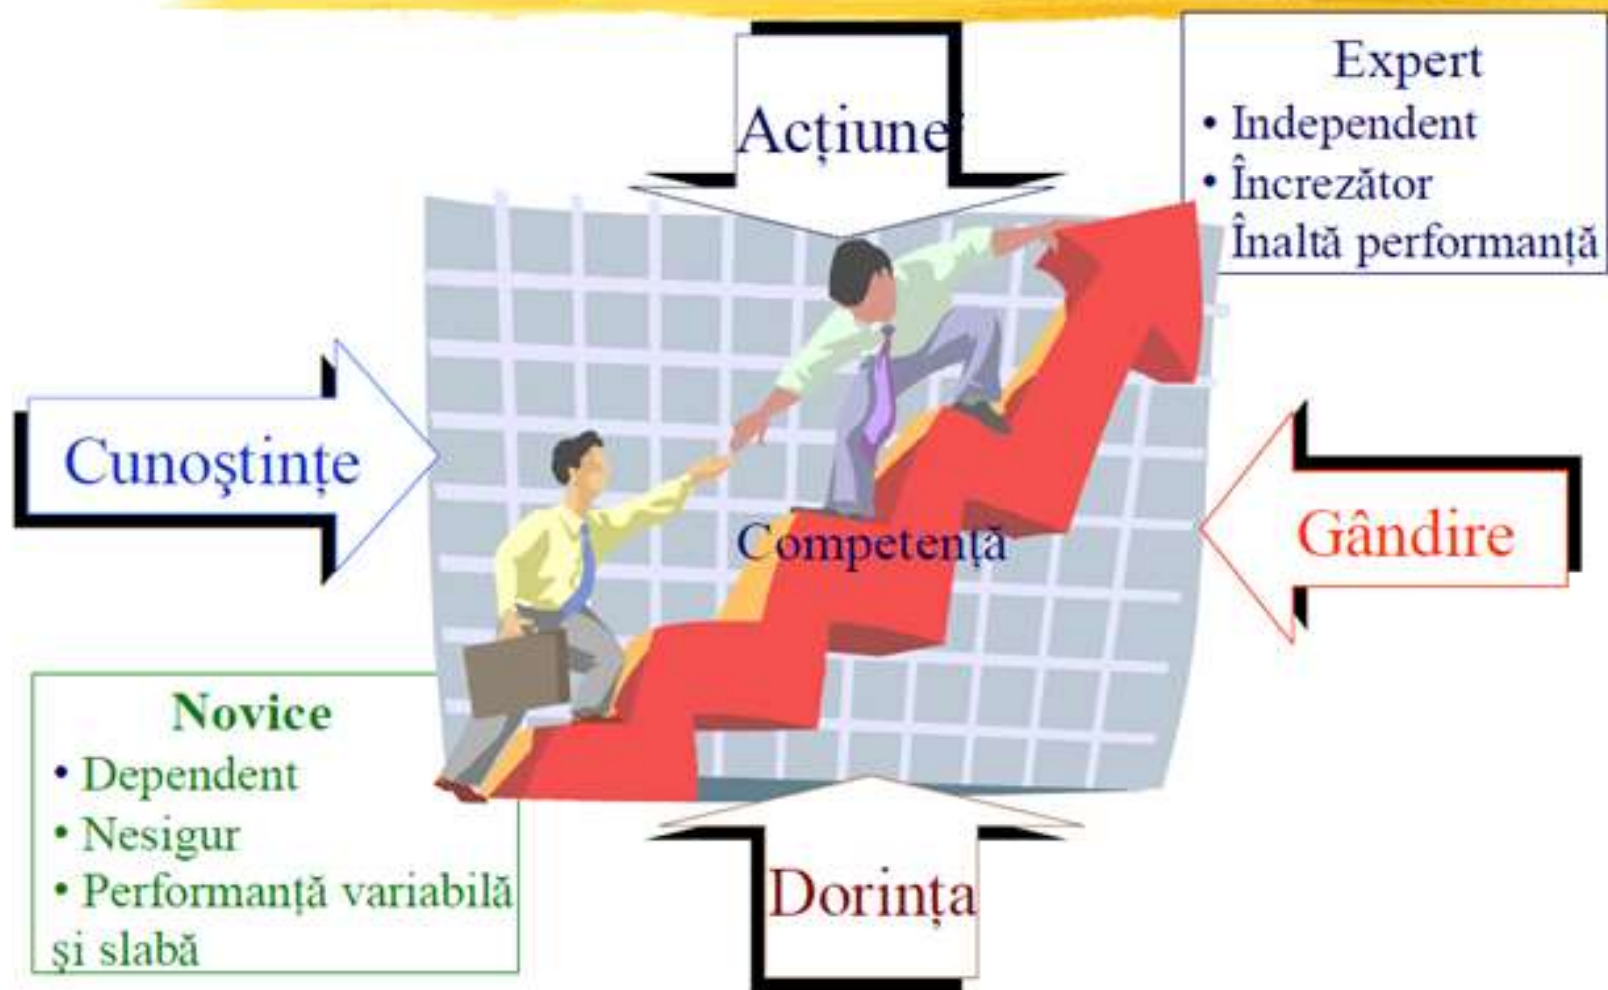 Acțiune
Expert
• Independent
• Încrezător
Înaltă performanță
Cunoştințe
Competență
Gândire
Novice
• Dependent
• Nesigur
• Performanță variabilă
şi slabă
Dorința